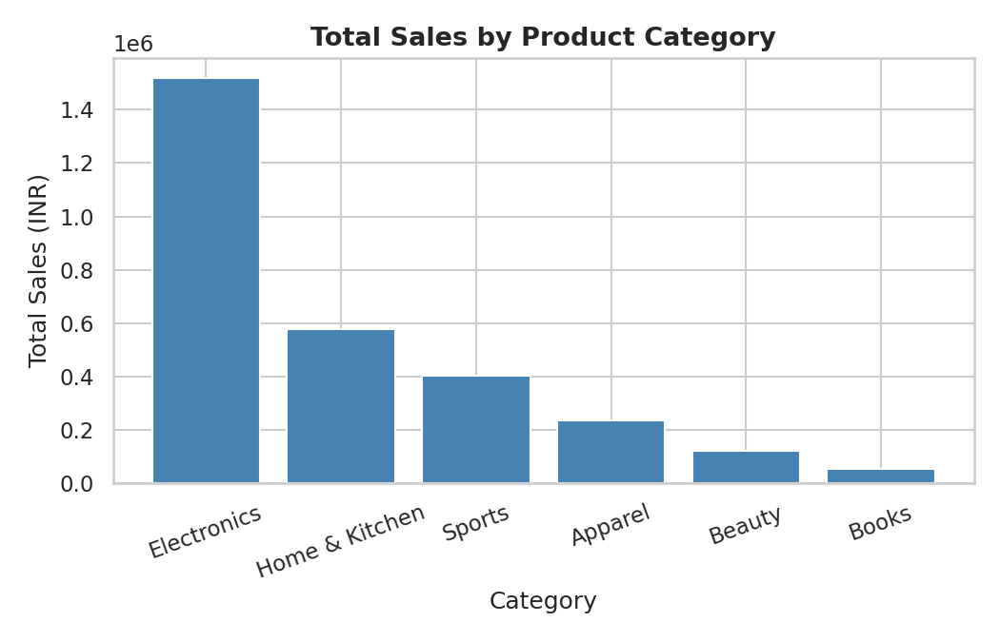 Total Sales by Product Category
1e6
1.4
1.2
1.0
0.8
0.6
0.4
0.2
0.0
Total Sales (INR)
Electronics
Home & Kitchen
Sports
Apparel
Beauty
Books
Category